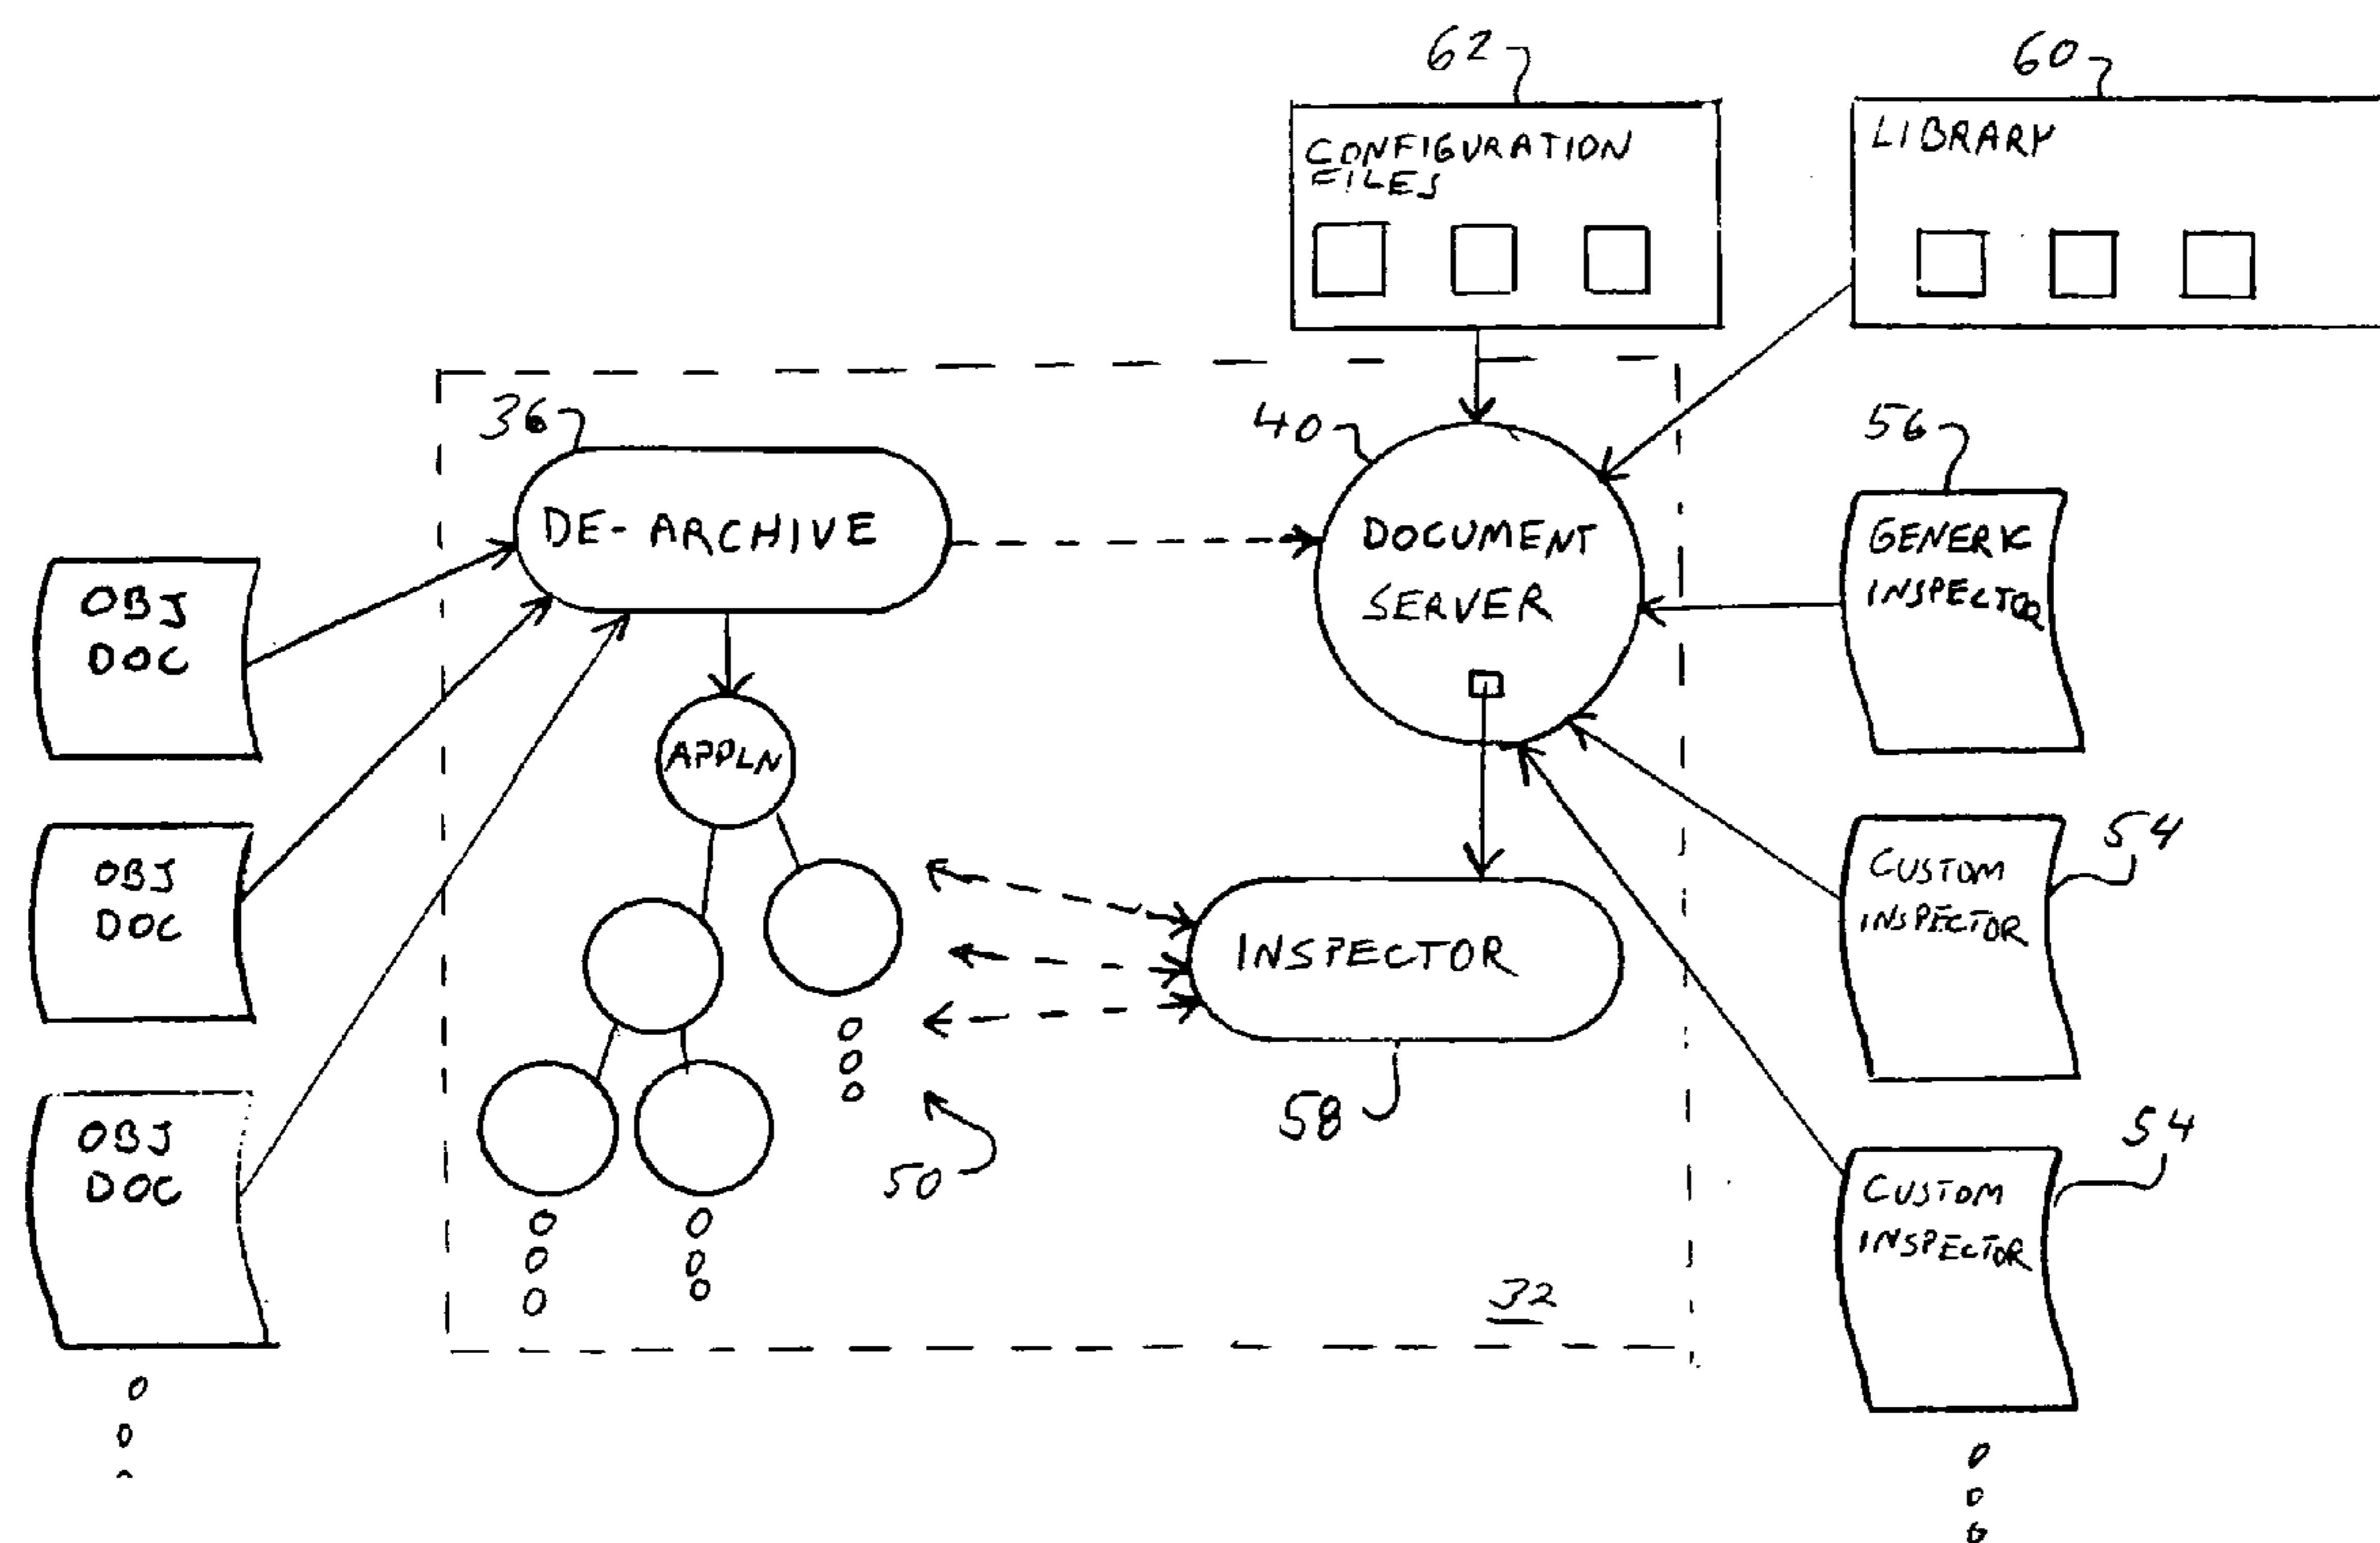 62
60
CONFIGURATION
FILES
LIBRARY
36
40
56
DE-ARCHIVE
DOCUMENT
SERVER
GENERIC
INSPECTOR
OBJ
DOC
APPLN
OBJ
DOC
INSPECTOR
CUSTOM
INSPECTOR
54
OBJ
DOC
50
58
CUSTOM
INSPECTOR
54
32